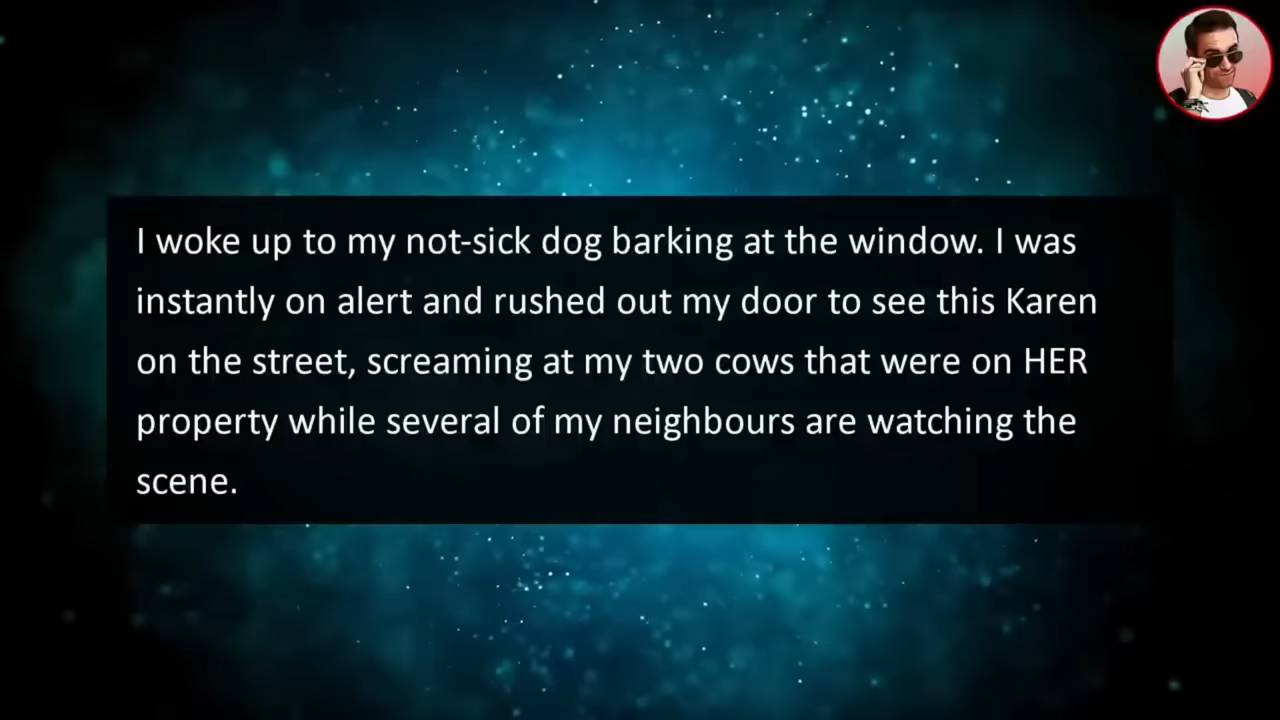 I woke up to my not-sick dog barking at the window. I was
instantly on alert and rushed out my door to see this Karen
on the street, screaming at my two cows that were on HER
property while several of my neighbours are watching the
scene.